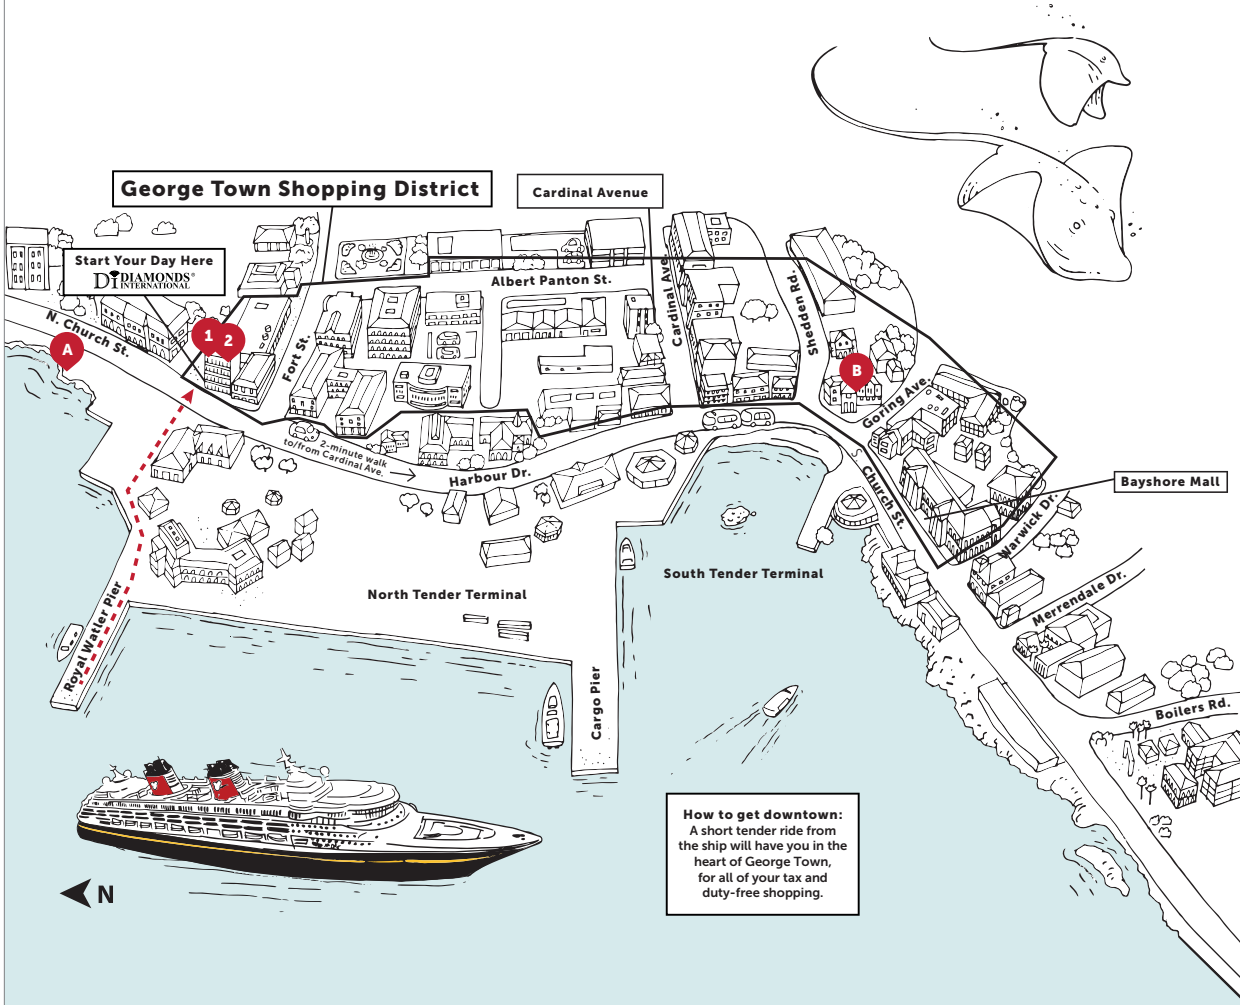 George Town Shopping District
Cardinal Avenue
Start Your Day Here
DI DIAMONDS®
INTERNATIONAL
N. Church St.
A
1
2
Fort St.
Albert Panton St.
Cardinal Ave.
Shedden Rd.
B
Goring Ave.
2-minute walk
to/from Cardinal Ave.
Harbour Dr.
S Church St.
Bayshore Mall
Warwick Dr.
Merrendale Dr.
Boilers Rd.
South Tender Terminal
North Tender Terminal
Royal Watler Pier
Cargo Pier
How to get downtown:
A short tender ride from
the ship will have you in the
heart of George Town,
for all of your tax and
duty-free shopping.
N